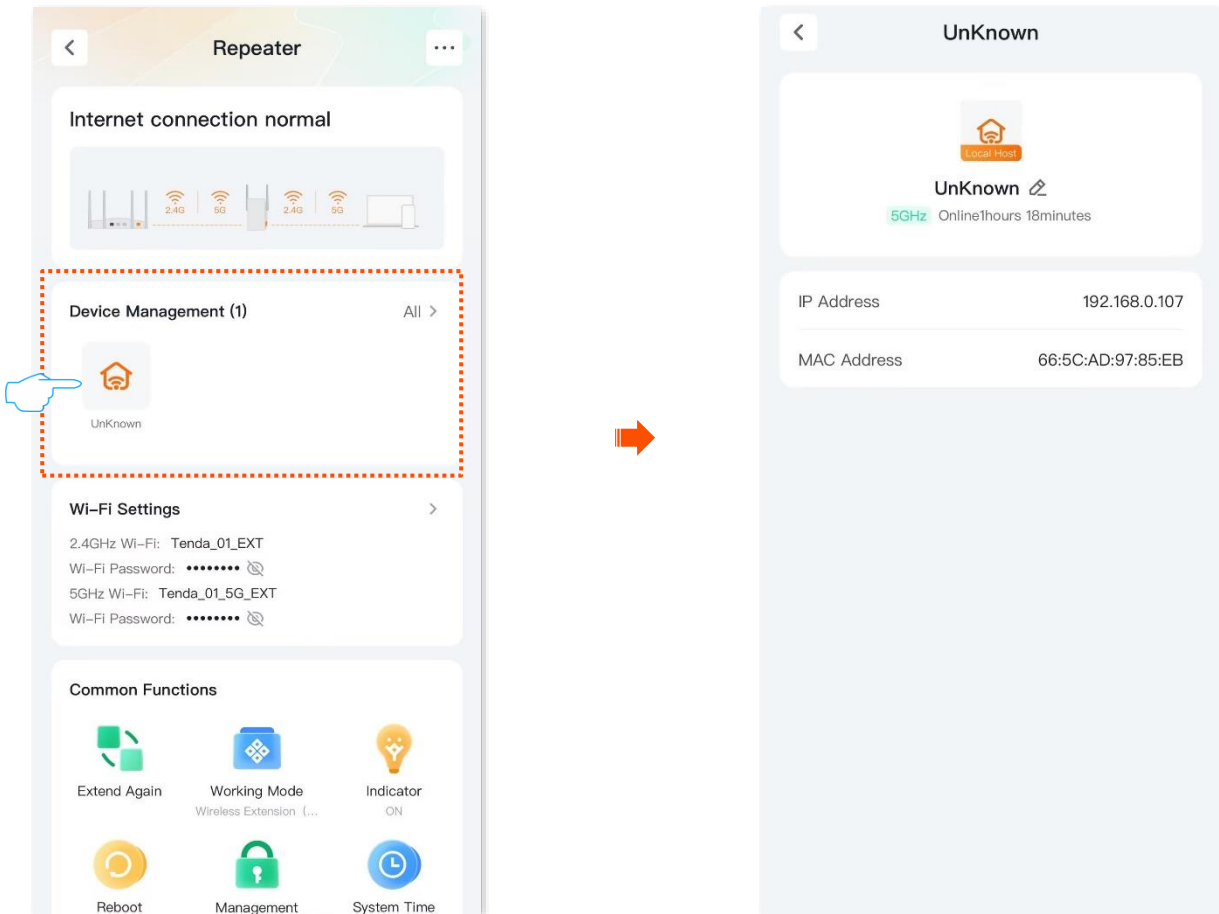 Repeater
...
Internet connection normal
2.4G 5G 2.4G 5G
Device Management (1) All >
UnKnown
Wi-Fi Settings >
2.4GHz Wi-Fi: Tenda_01_EXT
Wi-Fi Password: ••••••••
5GHz Wi-Fi: Tenda_01_5G_EXT
Wi-Fi Password: ••••••••
Common Functions
Extend Again Working Mode Indicator
Wireless Extension (... ON
Reboot Management System Time
UnKnown
Local Host
UnKnown
5GHz Online1hours 18minutes
IP Address 192.168.0.107
MAC Address 66:5C:AD:97:85:EB